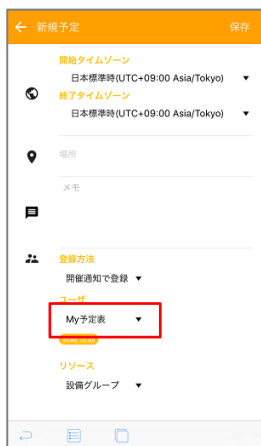 新規予定
保存
開始タイムゾーン
日本標準時(UTC+09:00 Asia/Tokyo)
終了タイムゾーン
日本標準時(UTC+09:00 Asia/Tokyo)
場所
メモ
登録方法
開催通知で登録
ユーザ
My予定表
リソース
設備グループ